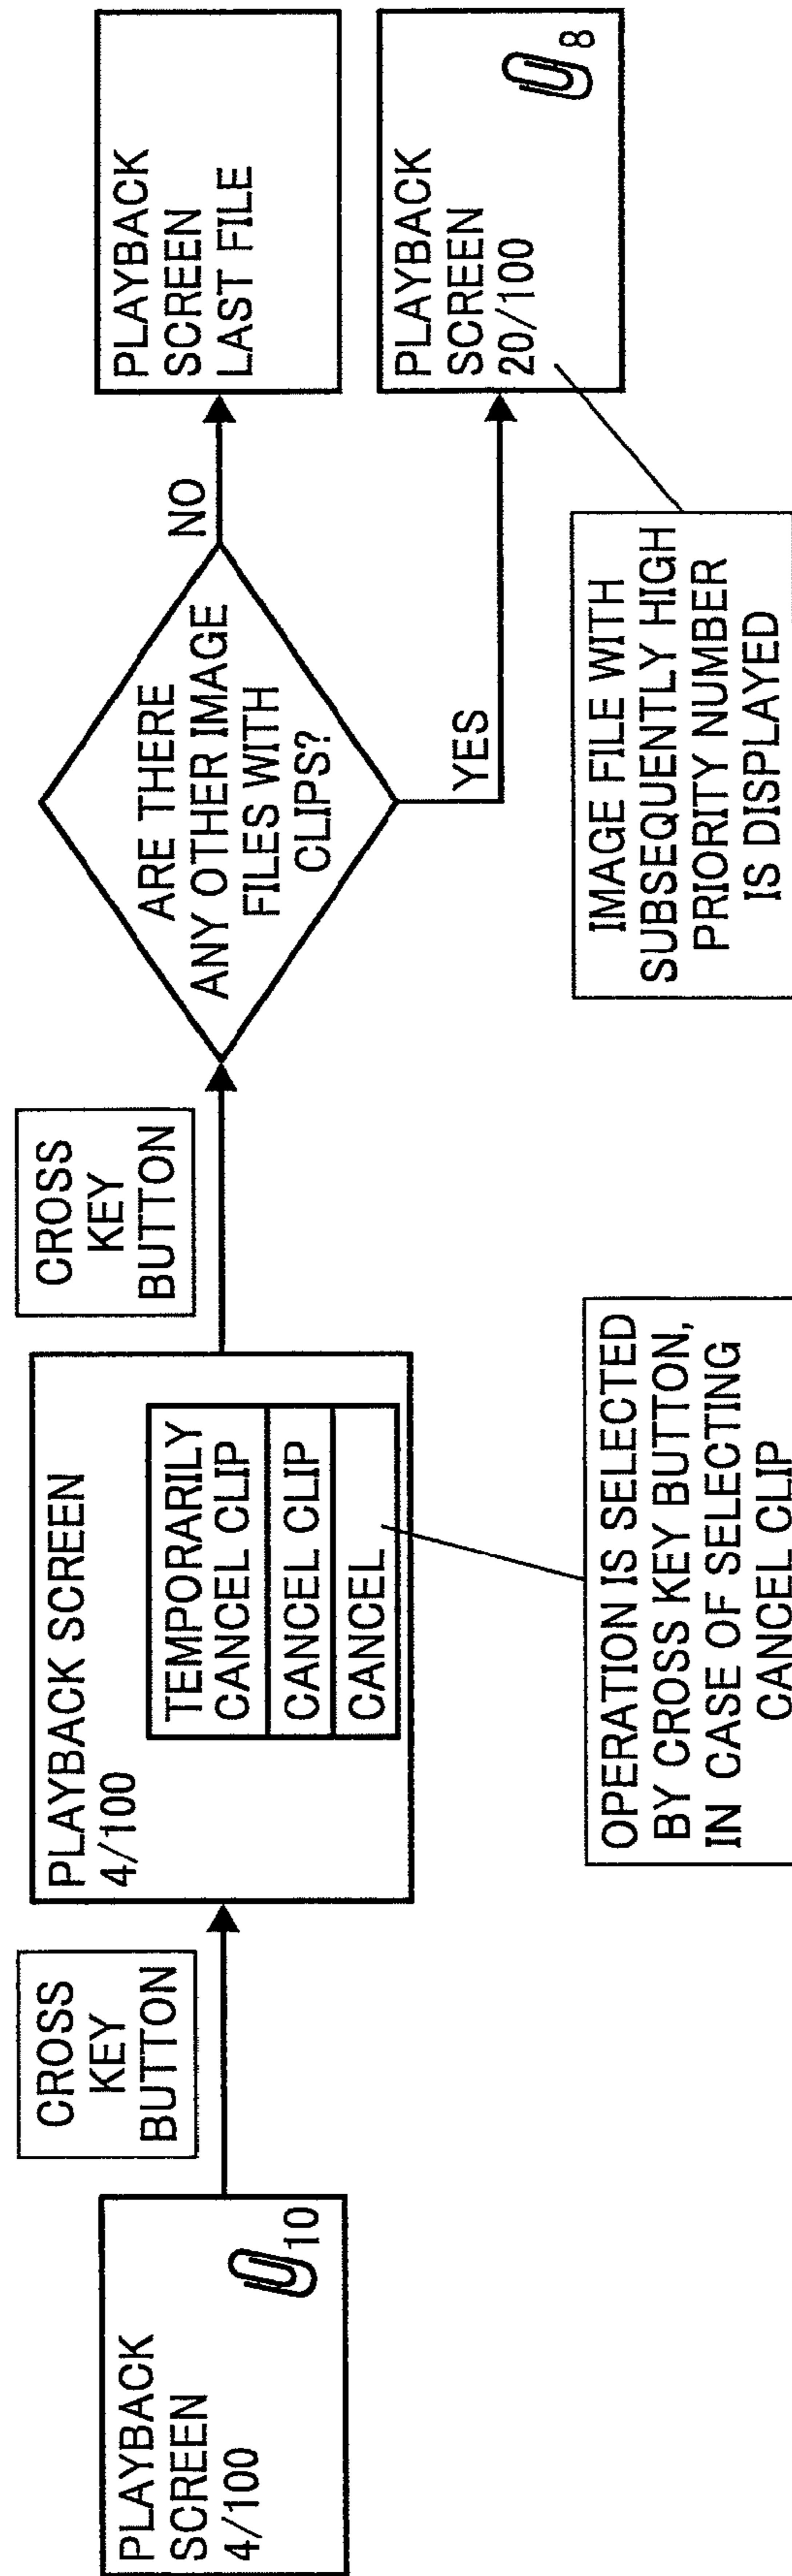 PLAYBACK
SCREEN
4/100
10
CROSS
KEY
BUTTON
PLAYBACK SCREEN
4/100
TEMPORARILY
CANCEL CLIP
CANCEL CLIP
CANCEL
OPERATION IS SELECTED
BY CROSS KEY BUTTON,
IN CASE OF SELECTING
CANCEL CLIP
CROSS
KEY
BUTTON
ARE THERE
ANY OTHER IMAGE
FILES WITH
CLIPS?
NO
PLAYBACK
SCREEN
LAST FILE
YES
PLAYBACK
SCREEN
20/100
8
IMAGE FILE WITH
SUBSEQUENTLY HIGH
PRIORITY NUMBER
IS DISPLAYED